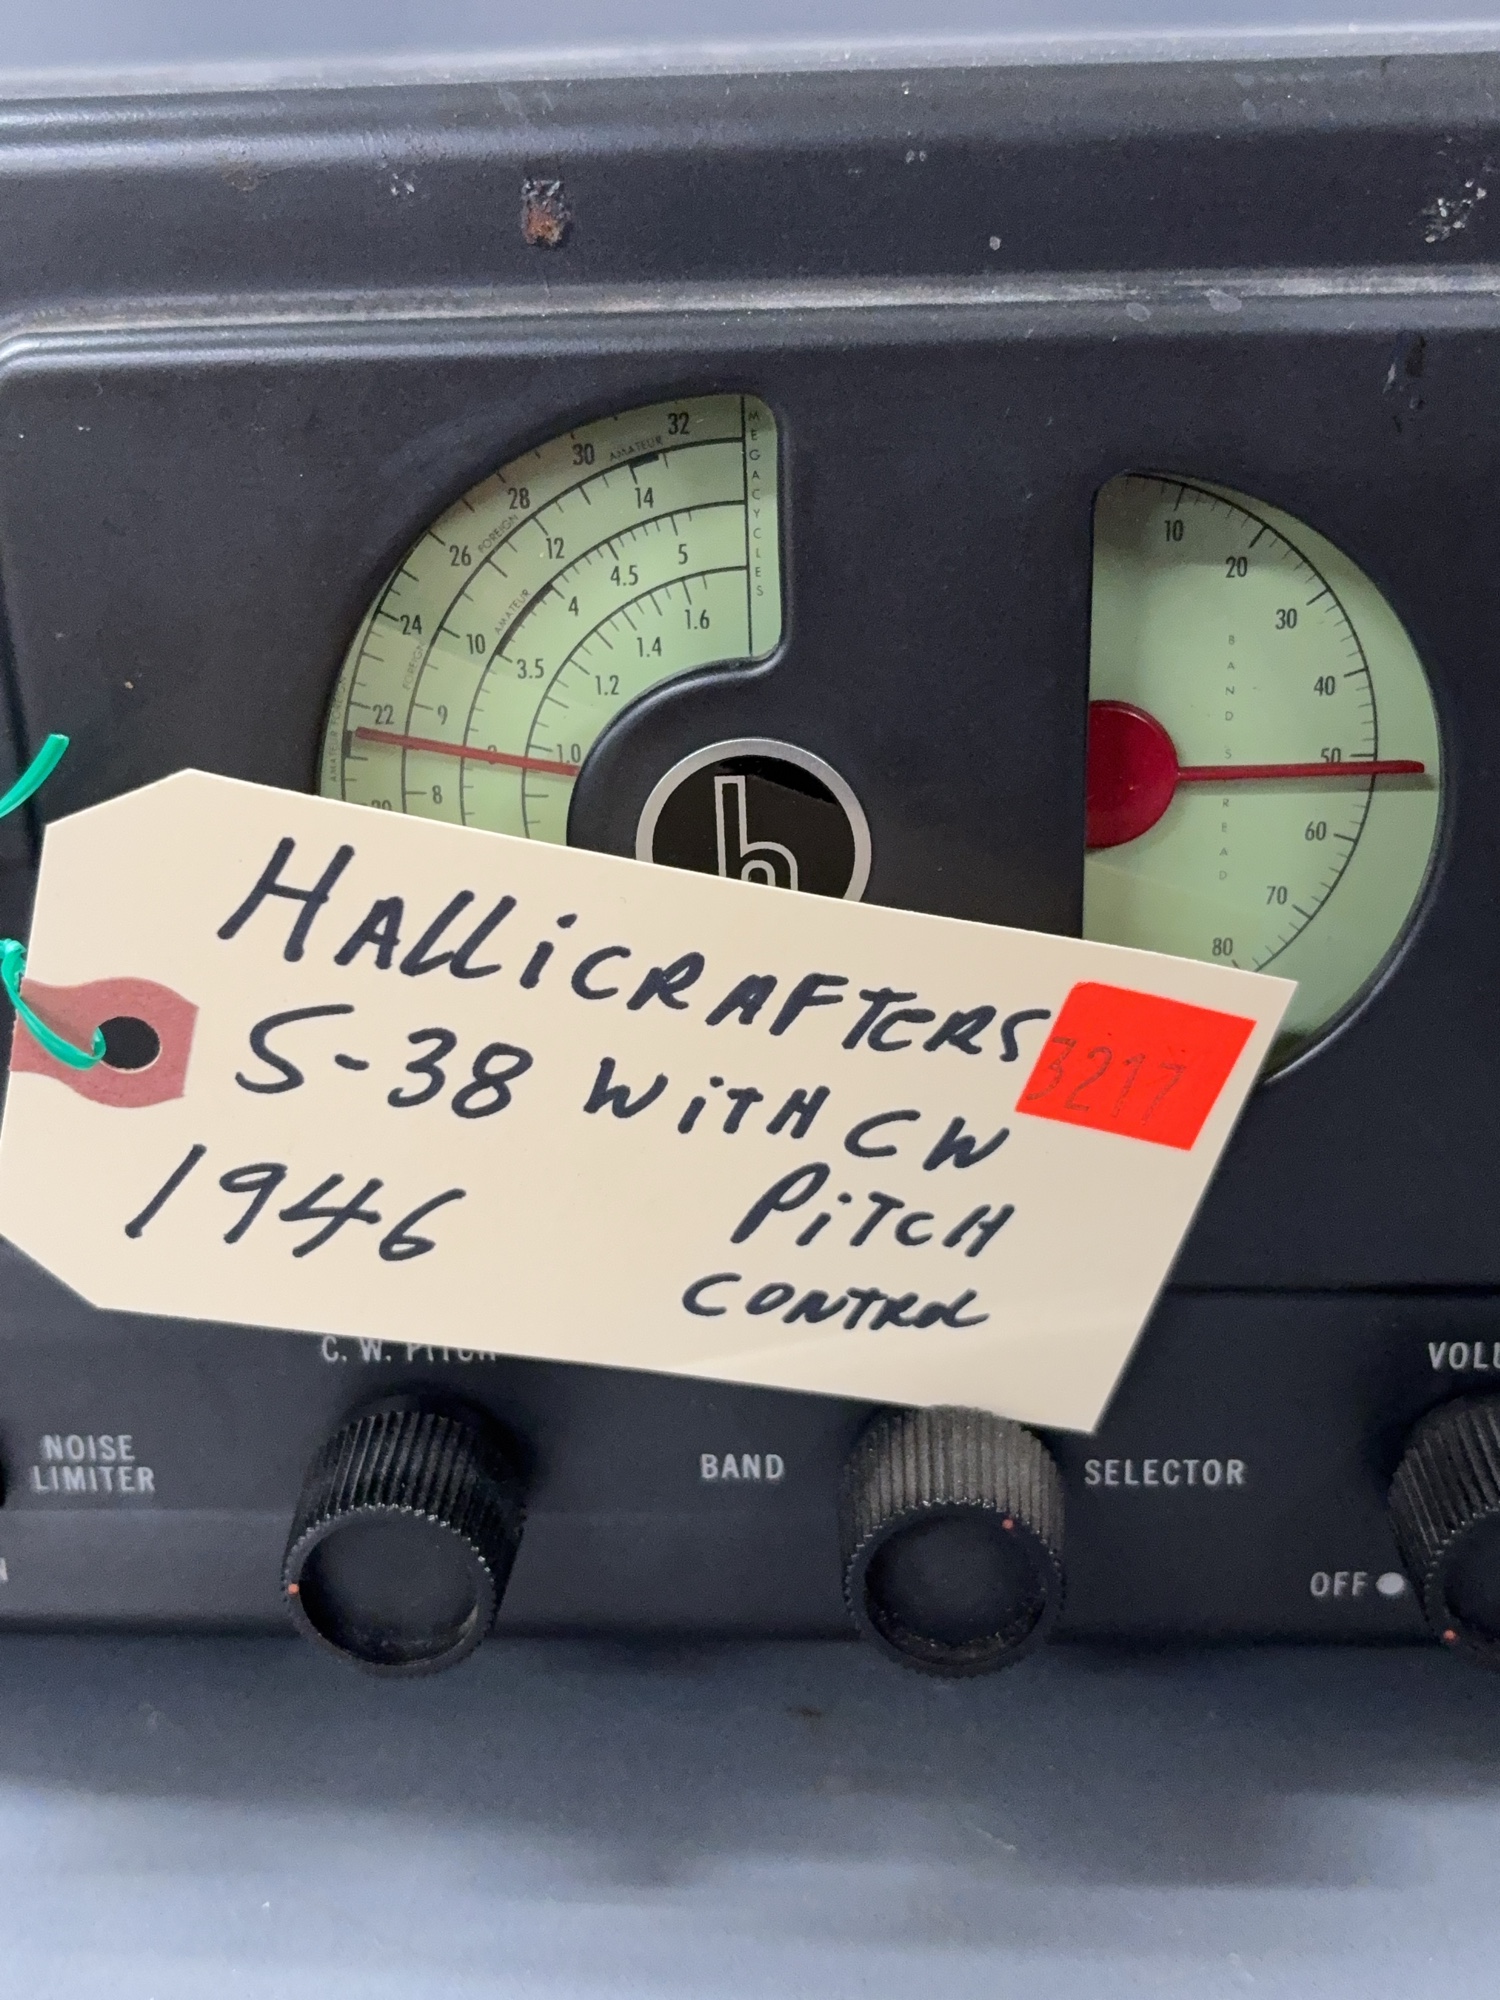 32
30 AMATEUR
28
14
FOREIGN
26
12
5
4.5
AMATEUR
4
24
10
1.6
FOREIGN
3.5
1.4
1.2
22
9
1.0
8
MEGACYCLES
10
20
30
40
50
60
70
80
BAND SPREAD
h
HALLiCRAFTERS
S-38 WiTH CW
PiTCH
CONTROL
1946
3217
C. W. PITCH
NOISE
LIMITER
BAND
SELECTOR
OFF